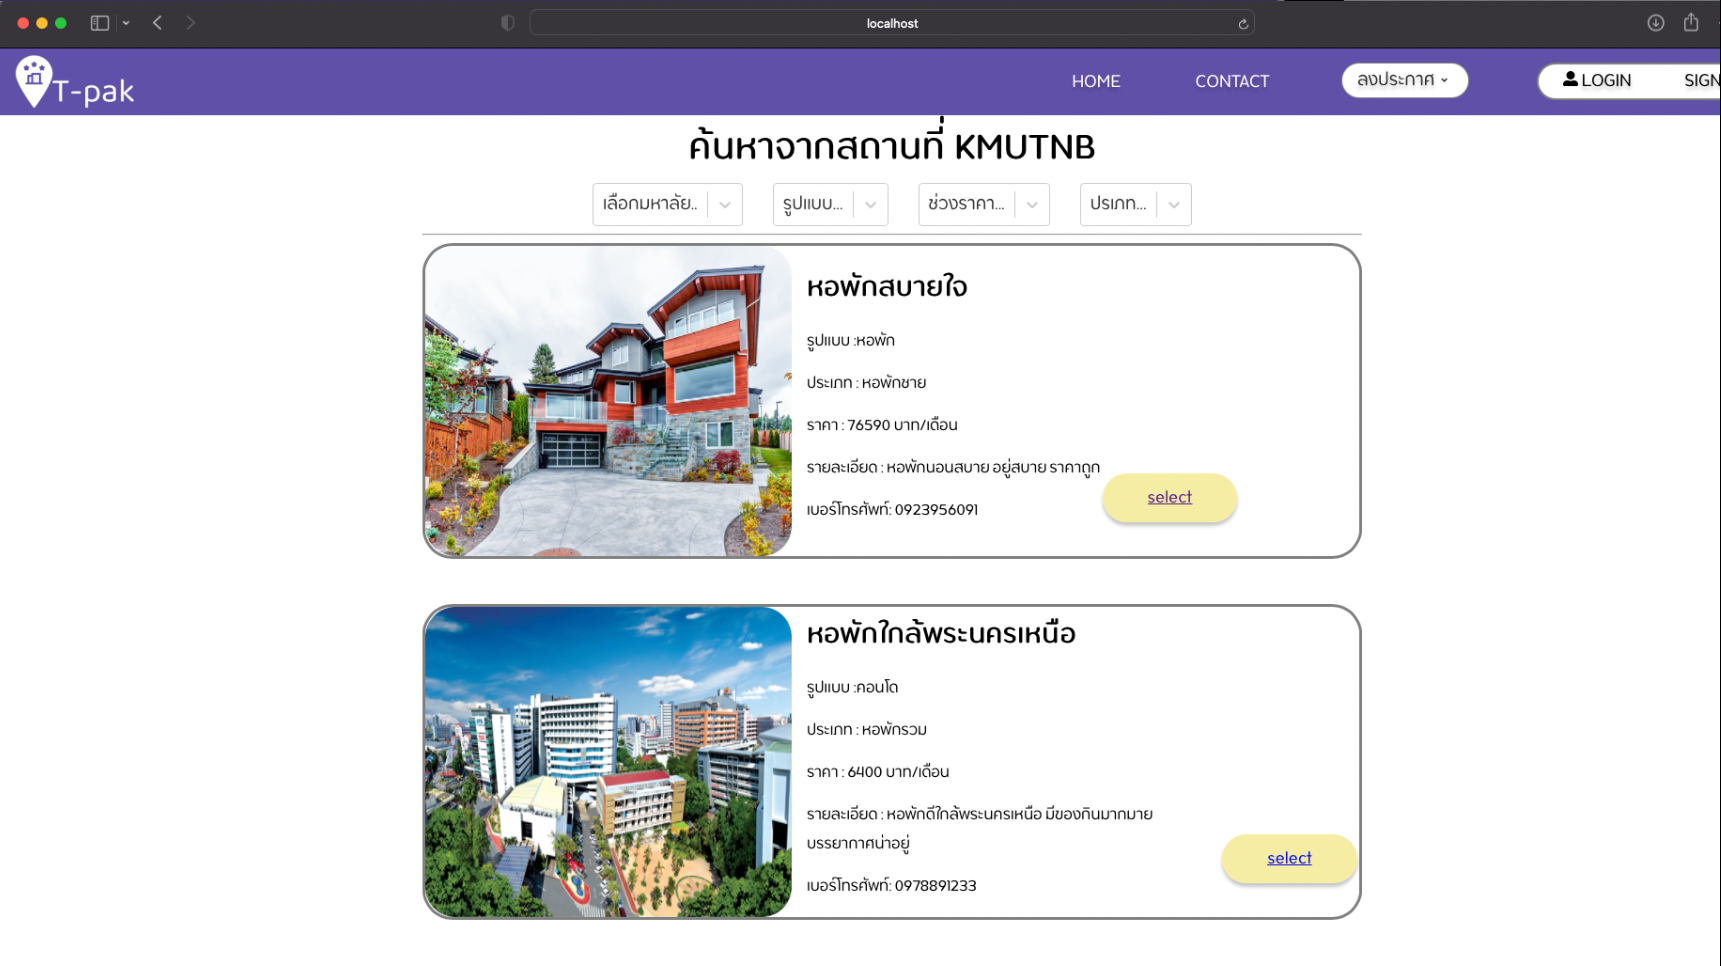 localhost
T-pak
HOME
CONTACT
ลงประกาศ
LOGIN
SIGN
ค้นหาจากสถานที่ KMUTNB
เลือกมหาลัย..
รูปแบบ...
ช่วงราคา...
ปรเภท...
หอพักสบายใจ
รูปแบบ :หอพัก
ประเภท : หอพักชาย
ราคา : 76590 บาท/เดือน
รายละเอียด : หอพักนอนสบาย อยู่สบาย ราคาถูก
select
เบอร์โทรศัพท์: 0923956091
หอพักใกล้พระนครเหนือ
รูปแบบ :คอนโด
ประเภท : หอพักรวม
ราคา : 6400 บาท/เดือน
รายละเอียด : หอพักดีใกล้พระนครเหนือ มีของกินมากมาย
บรรยากาศน่าอยู่
select
เบอร์โทรศัพท์: 0978891233